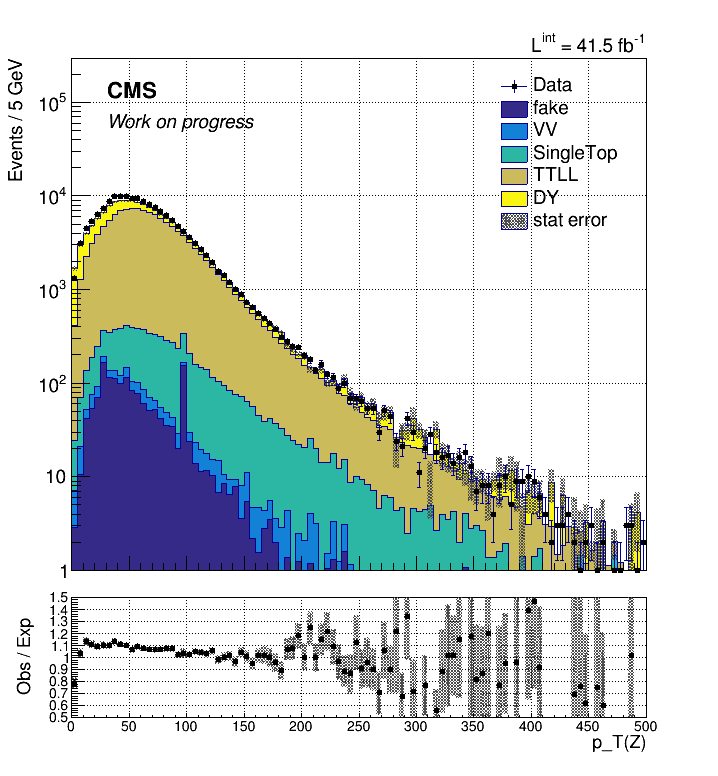 L^int = 41.5 fb^-1
Events / 5 GeV
CMS
Work on progress
Data
fake
VV
SingleTop
TTLL
DY
stat error
10^5
10^4
10^3
10^2
10
1
Obs / Exp
1.5
1.4
1.3
1.2
1.1
1
0.9
0.8
0.7
0.6
0.5
0 50 100 150 200 250 300 350 400 450 500
p_T(Z)